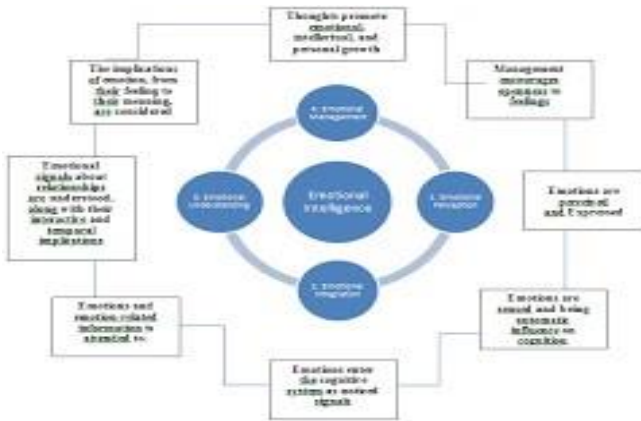 Thoughts promote
emotional,
intellectual, and
personal growth
Management
encourages
openness to
feelings
Emotions are
perceived
and Expressed
Emotions are
sensed and being
automatic
influence on
cognition
Emotions enter
the cognitive
system as noticed
signals
Emotions and
emotion-related
information is
attended to
Emotional
signals about
relationships
are understood,
along with their
interactive and
temporal
implications
The implications
of emotion, from
their feeling to
their meaning,
are considered
4. Emotional
Management
1. Emotional
Perception
2. Emotional
Integration
3. Emotional
Understanding
Emotional
Intelligence